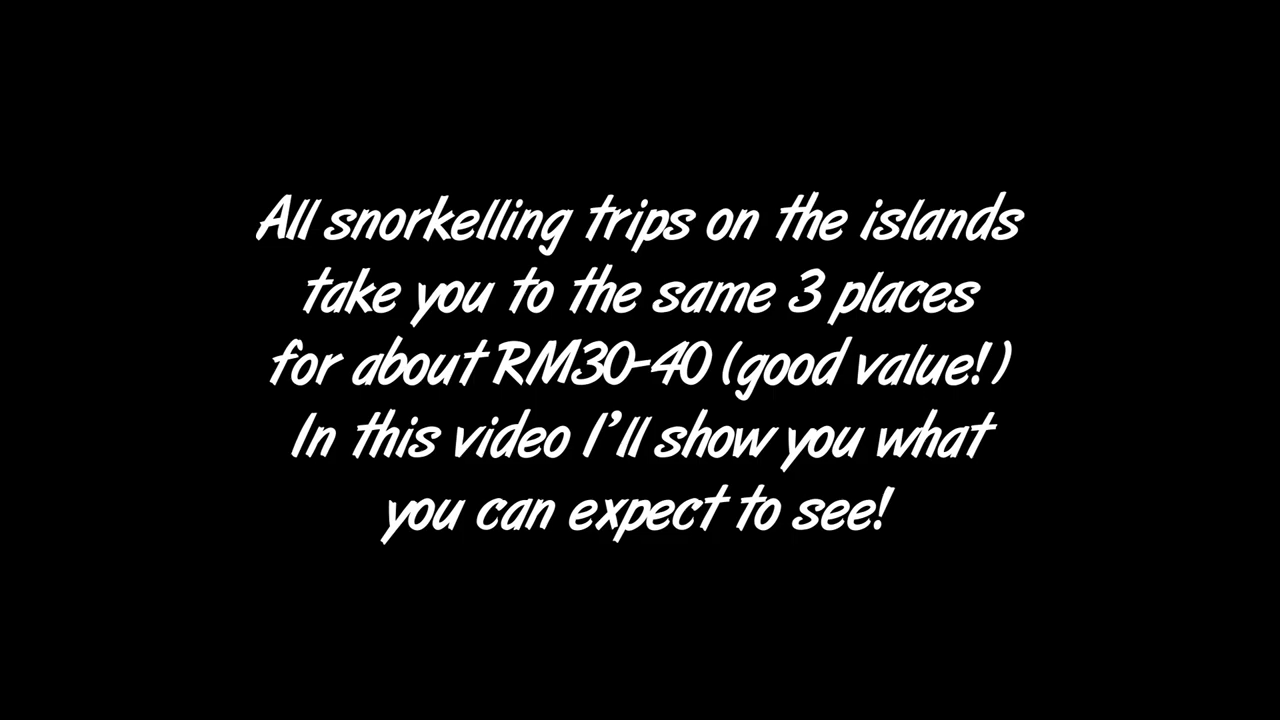 All snorkelling trips on the islands
take you to the same 3 places
for about RM30-40 (good value!)
In this video I'll show you what
you can expect to see!